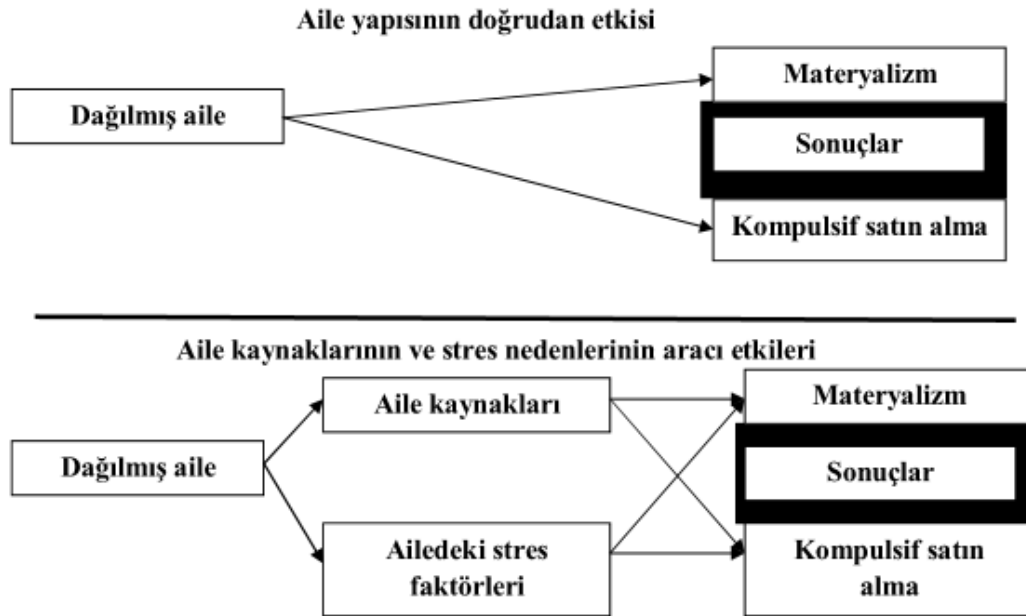 Aile yapısının doğrudan etkisi
Materyalizm
Dağılmış aile
Sonuçlar
Kompulsif satın alma
Aile kaynaklarının ve stres nedenlerinin aracı etkileri
Aile kaynakları
Materyalizm
Dağılmış aile
Sonuçlar
Ailedeki stres
faktörleri
Kompulsif satın
alma